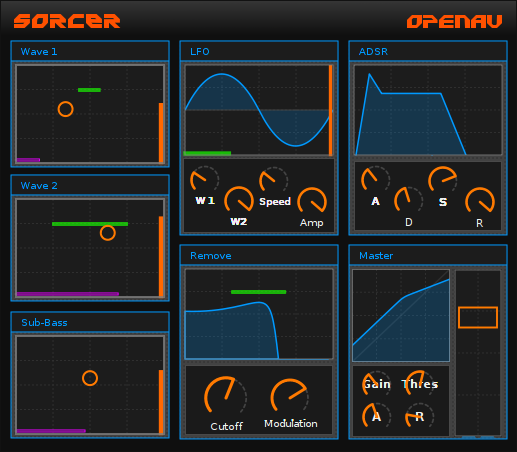 SORCER OPENAV
Wave 1
LFO
ADSR
W1
W2
Speed
Amp
A
D
S
R
Wave 2
Remove
Master
Sub-Bass
Cutoff
Modulation
Gain
Thres
A
R